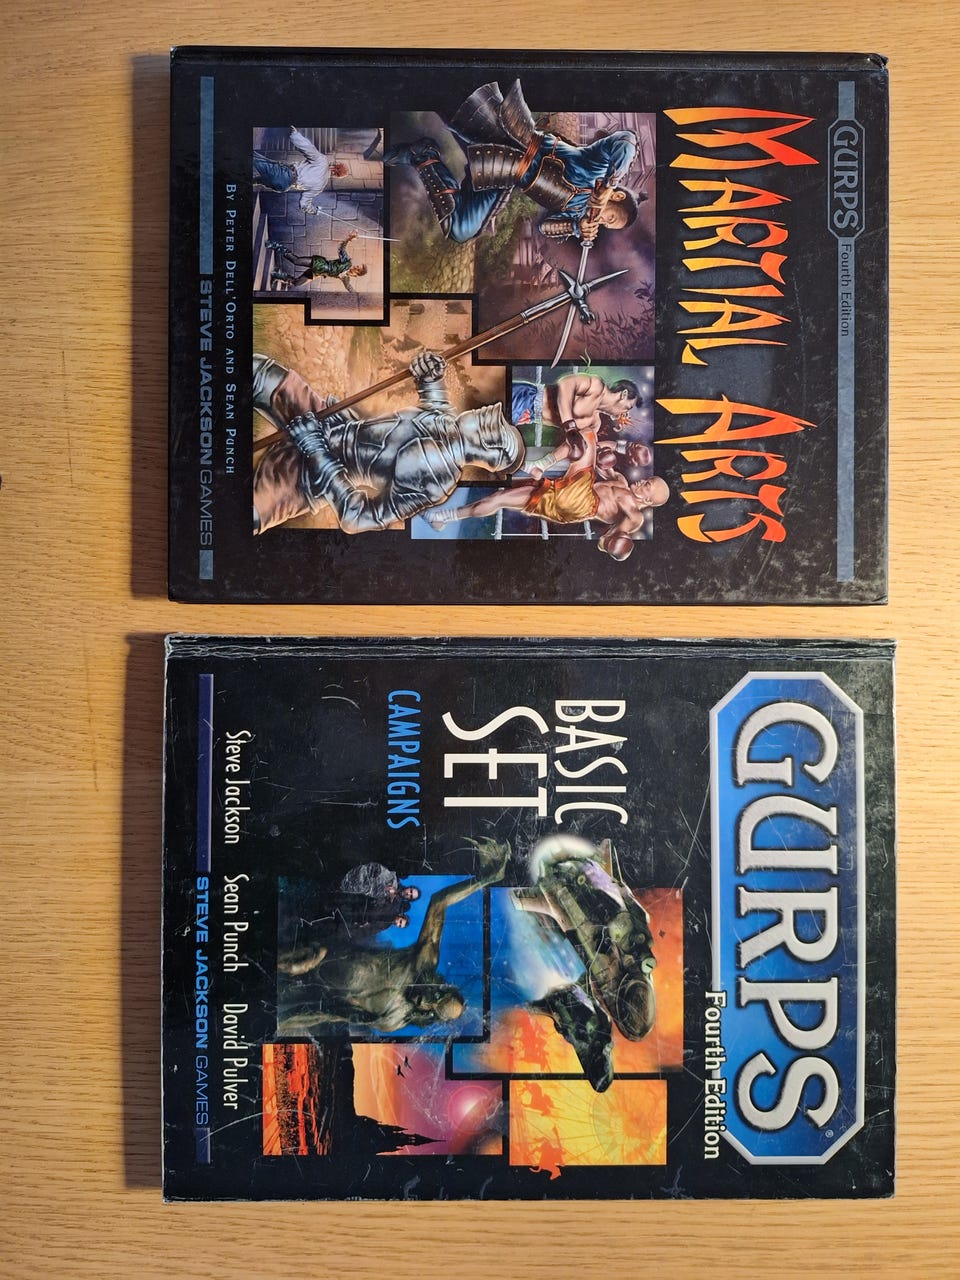 GURPS Fourth Edition
MARTIAL ARTS
BY PETER DELL'ORTO AND SEAN PUNCH
STEVE JACKSON GAMES
GURPS®
Fourth Edition
BASIC
SET
CAMPAIGNS
Steve Jackson Sean Punch David Pulver
STEVE JACKSON GAMES